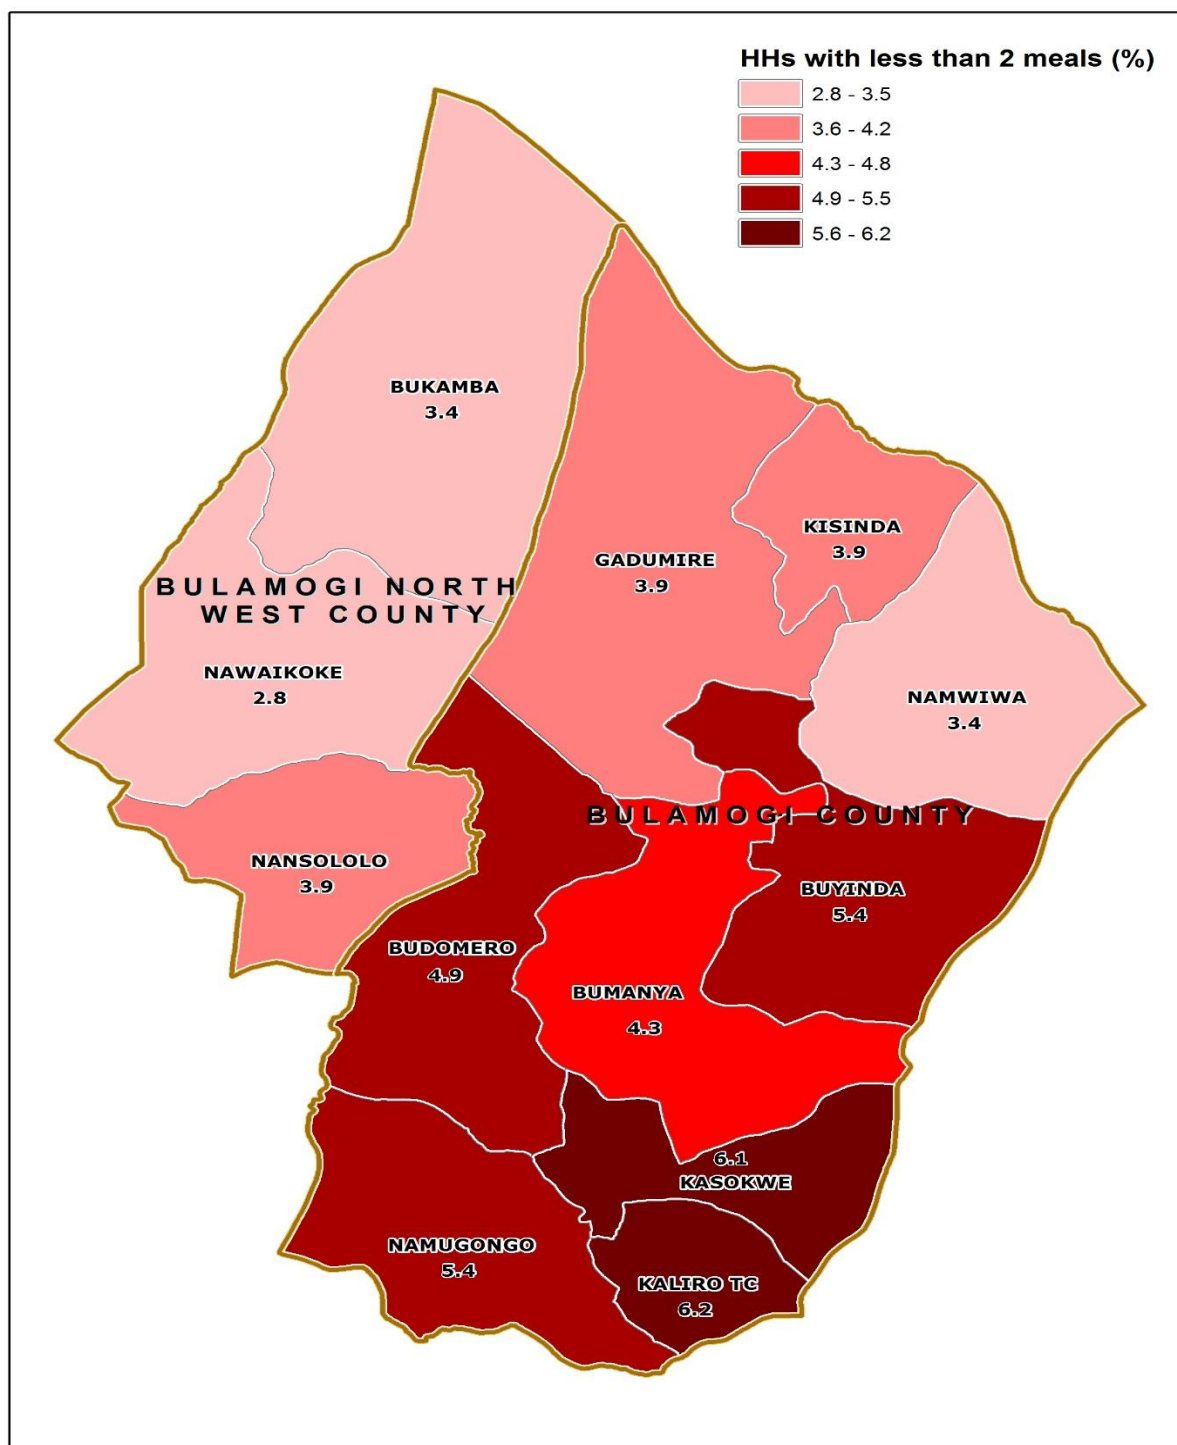 HHs with less than 2 meals (%)
2.8 - 3.5
3.6 - 4.2
4.3 - 4.8
4.9 - 5.5
5.6 - 6.2
BUKAMBA
3.4
KISINDA
3.9
GADUMIRE
3.9
BULAMOGI NORTH
WEST COUNTY
NAWAIKOKE
2.8
NAMWIWA
3.4
BULAMOGI COUNTY
NANSOLOLO
3.9
BUYINDA
5.4
BUDOMERO
4.9
BUMANYA
4.3
6.1
KASOKWE
NAMUGONGO
5.4
KALIRO TC
6.2